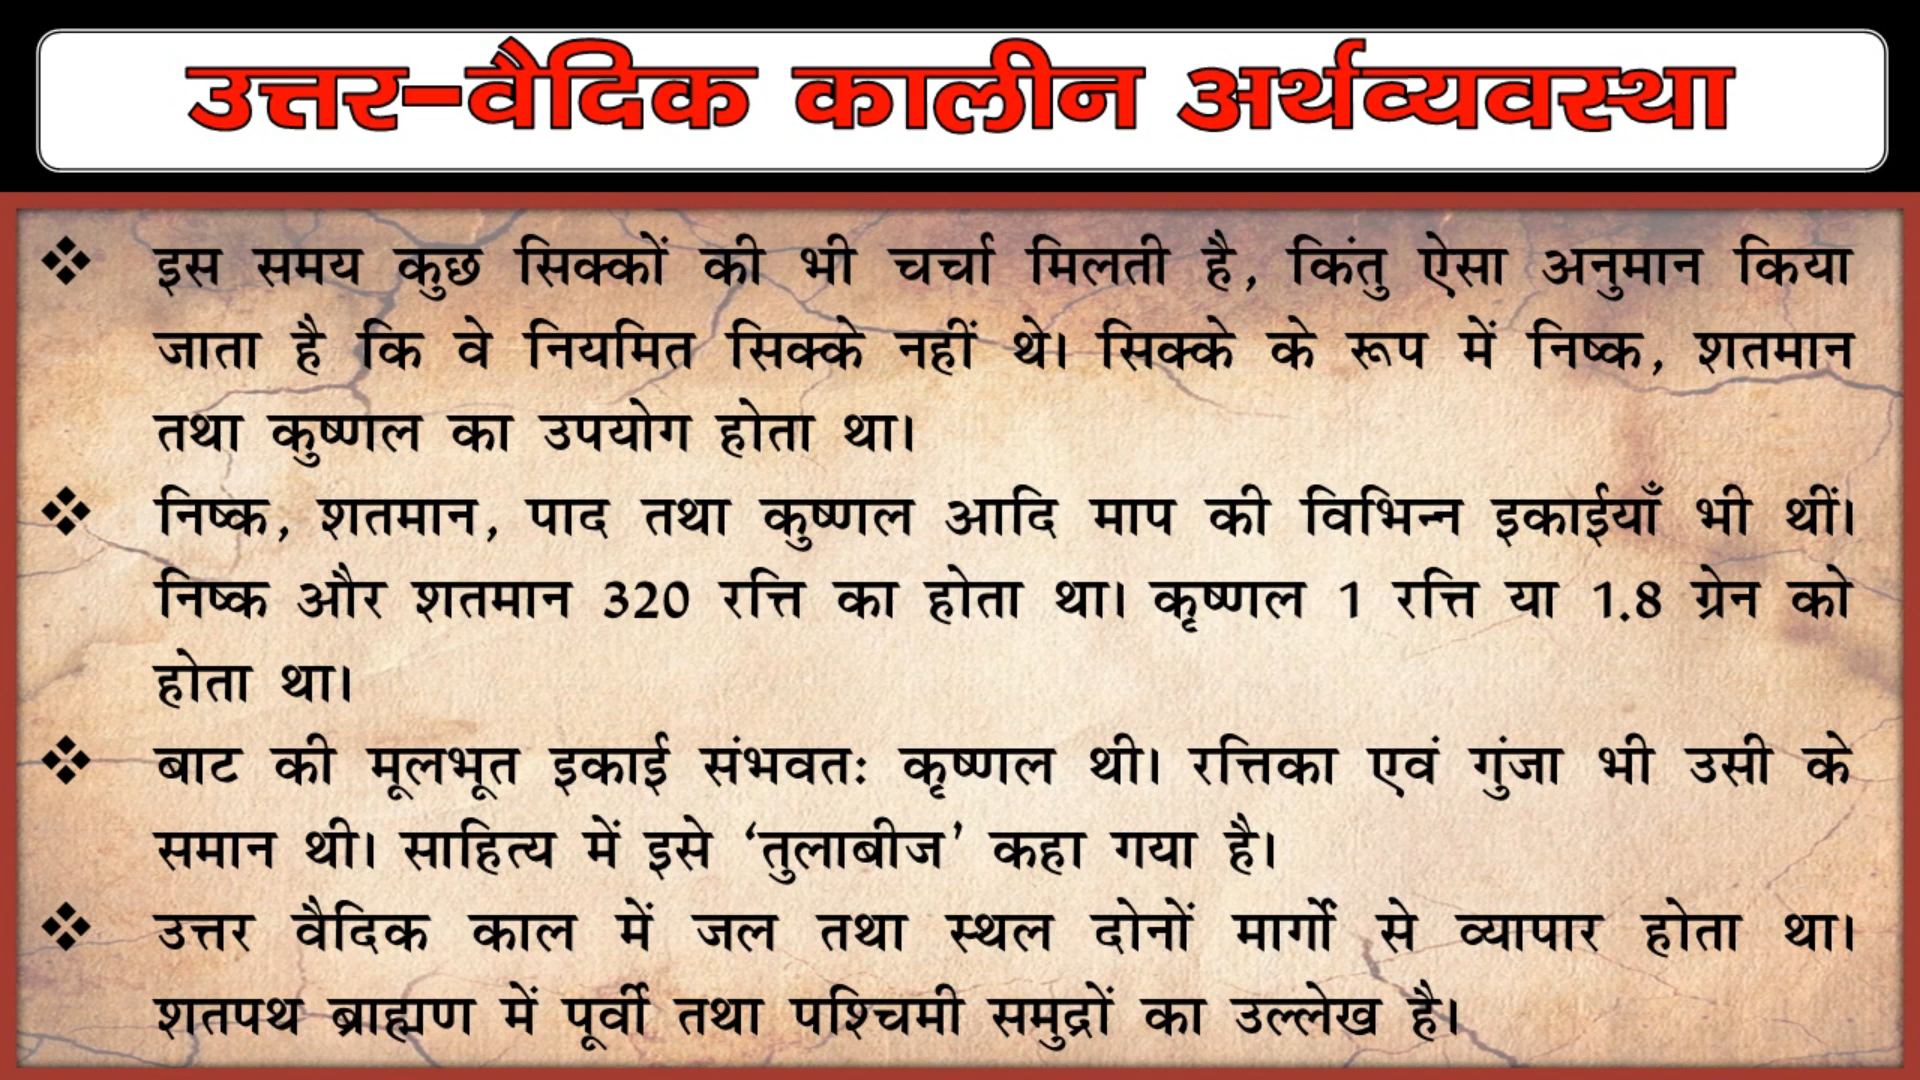 उत्तर-वैदिक कालीन अर्थव्यवस्था
❖ इस समय कुछ सिक्कों की भी चर्चा मिलती है, किंतु ऐसा अनुमान किया
जाता है कि वे नियमित सिक्के नहीं थे। सिक्के के रूप में निष्क, शतमान
तथा कुष्णल का उपयोग होता था।
❖ निष्क, शतमान, पाद तथा कुष्णल आदि माप की विभिन्न इकाईयाँ भी थीं।
निष्क और शतमान 320 रत्ति का होता था। कृष्णल 1 रत्ति या 1.8 ग्रेन को
होता था।
❖ बाट की मूलभूत इकाई संभवतः कृष्णल थी। रत्तिका एवं गुंजा भी उसी के
समान थी। साहित्य में इसे ‘तुलाबीज’ कहा गया है।
❖ उत्तर वैदिक काल में जल तथा स्थल दोनों मार्गों से व्यापार होता था।
शतपथ ब्राह्मण में पूर्वी तथा पश्चिमी समुद्रों का उल्लेख है।